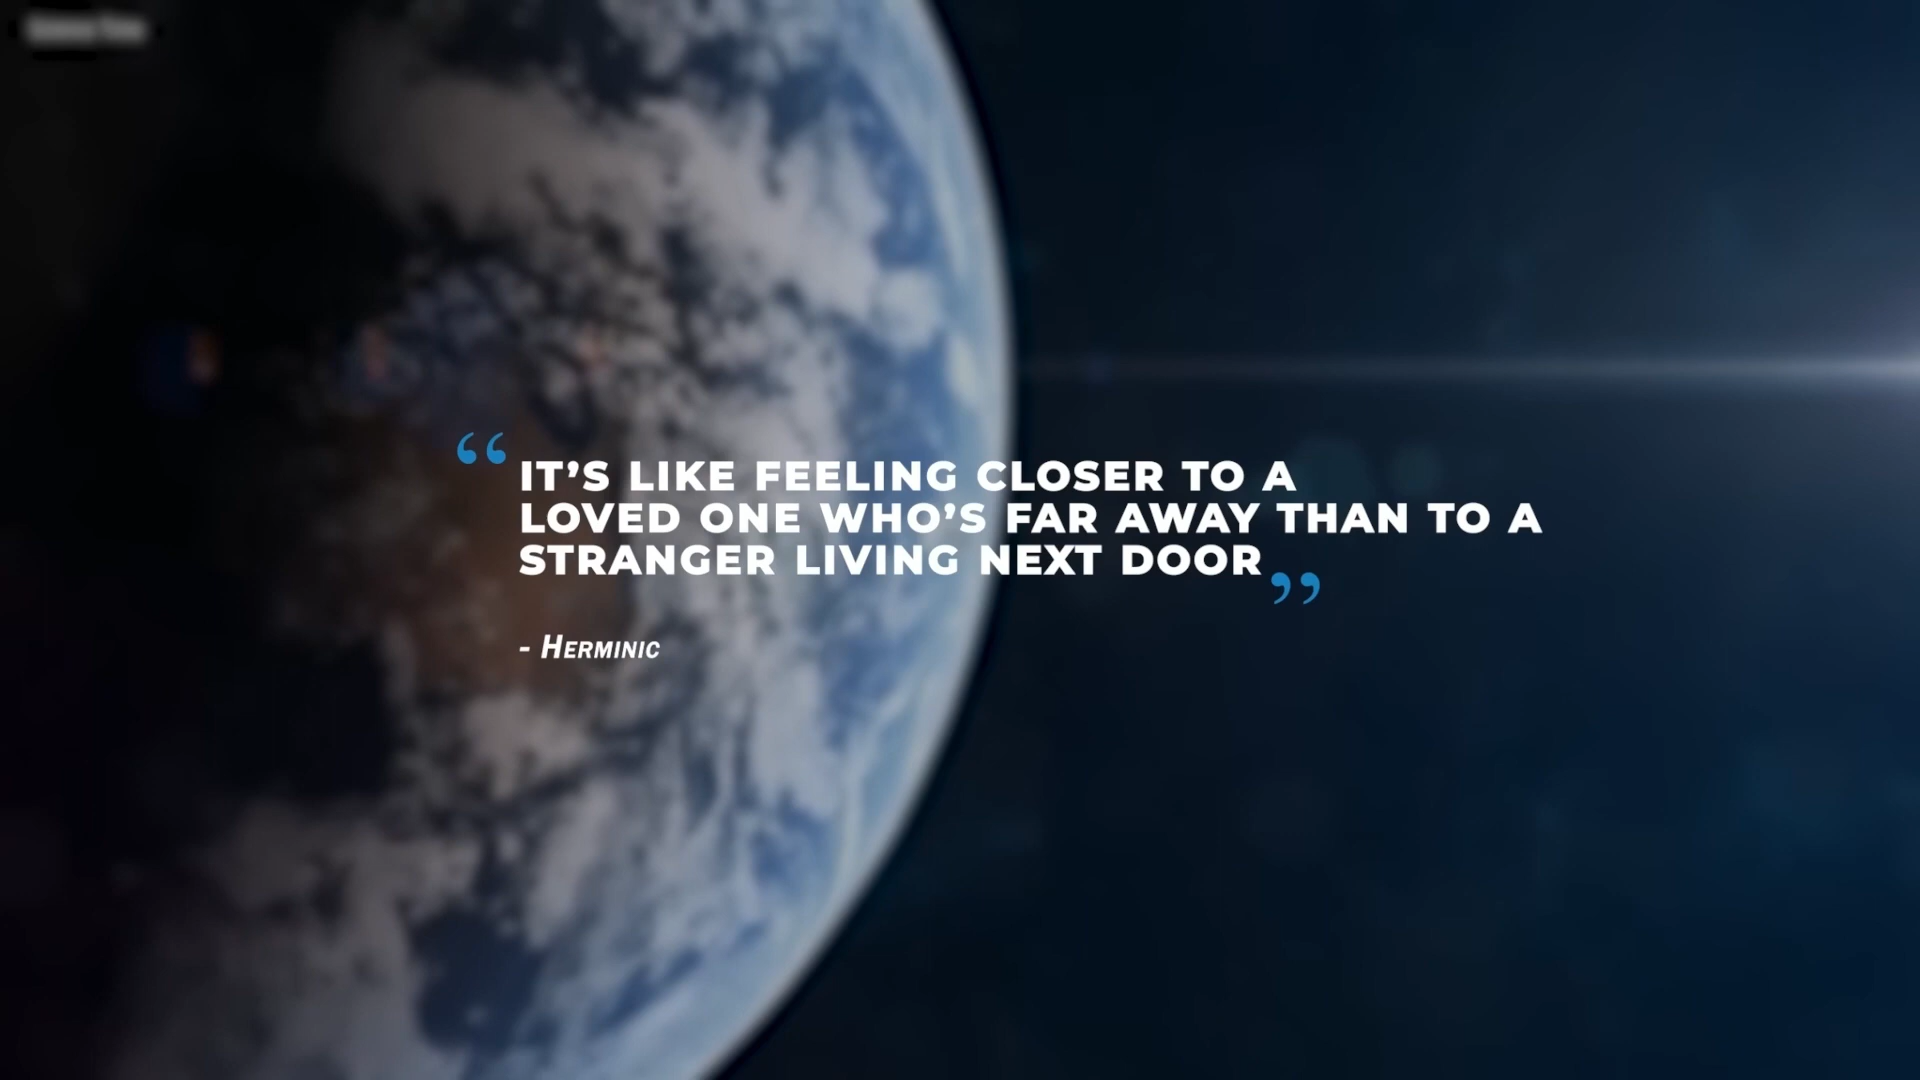 “IT’S LIKE FEELING CLOSER TO A
LOVED ONE WHO’S FAR AWAY THAN TO A
STRANGER LIVING NEXT DOOR”
- HERMINIC